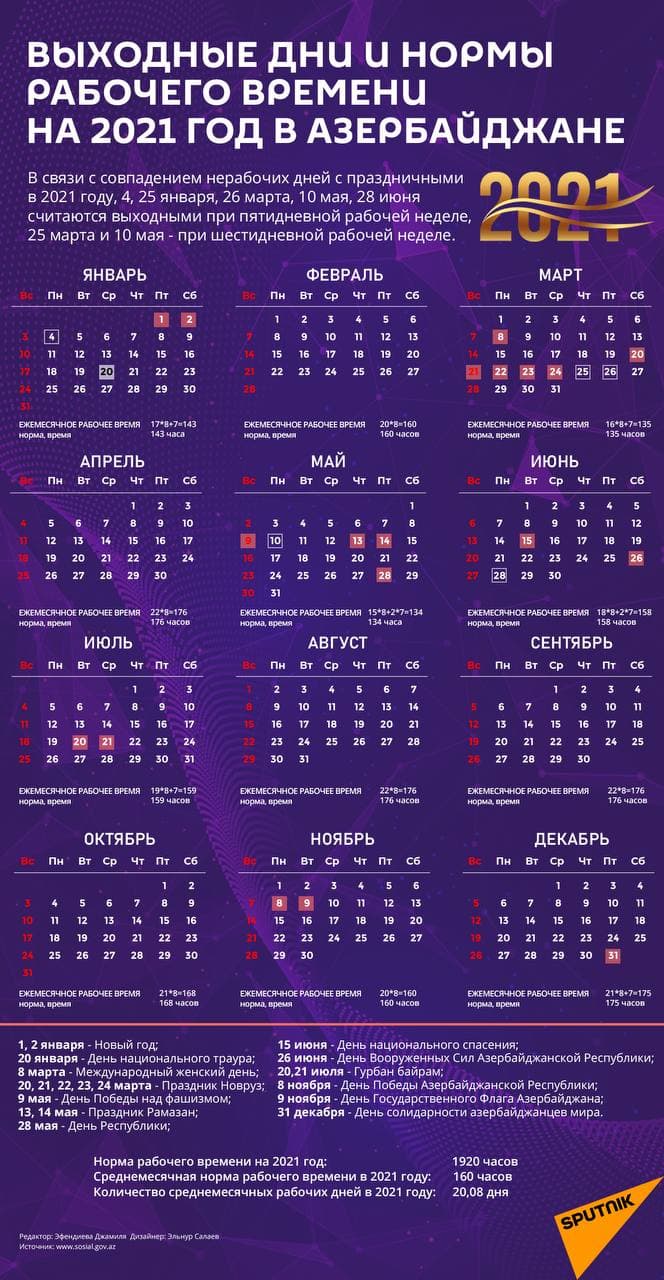 ВЫХОДНЫЕ ДНИ И НОРМЫ
РАБОЧЕГО ВРЕМЕНИ
НА 2021 ГОД В АЗЕРБАЙДЖАНЕ
В связи с совпадением нерабочих дней с праздничными
в 2021 году, 4, 25 января, 26 марта, 10 мая, 28 июня
считаются выходными при пятидневной рабочей неделе,
25 марта и 10 мая - при шестидневной рабочей неделе.
2021
ЯНВАРЬ
Вс Пн Вт Ср Чт Пт Сб
1 2
3 4 5 6 7 8 9
10 11 12 13 14 15 16
17 18 19 20 21 22 23
24 25 26 27 28 29 30
31
ЕЖЕМЕСЯЧНОЕ РАБОЧЕЕ ВРЕМЯ 17*8+7=143
норма, время 143 часа
ФЕВРАЛЬ
Вс Пн Вт Ср Чт Пт Сб
1 2 3 4 5 6
7 8 9 10 11 12 13
14 15 16 17 18 19 20
21 22 23 24 25 26 27
28
ЕЖЕМЕСЯЧНОЕ РАБОЧЕЕ ВРЕМЯ 20*8=160
норма, время 160 часов
МАРТ
Вс Пн Вт Ср Чт Пт Сб
1 2 3 4 5 6
7 8 9 10 11 12 13
14 15 16 17 18 19 20
21 22 23 24 25 26 27
28 29 30 31
ЕЖЕМЕСЯЧНОЕ РАБОЧЕЕ ВРЕМЯ 16*8+7=135
норма, время 135 часов
АПРЕЛЬ
Вс Пн Вт Ср Чт Пт Сб
1 2 3
4 5 6 7 8 9 10
11 12 13 14 15 16 17
18 19 20 21 22 23 24
25 26 27 28 29 30
ЕЖЕМЕСЯЧНОЕ РАБОЧЕЕ ВРЕМЯ 22*8=176
норма, время 176 часов
МАЙ
Вс Пн Вт Ср Чт Пт Сб
1
2 3 4 5 6 7 8
9 10 11 12 13 14 15
16 17 18 19 20 21 22
23 24 25 26 27 28 29
30 31
ЕЖЕМЕСЯЧНОЕ РАБОЧЕЕ ВРЕМЯ 15*8+2*7=134
норма, время 134 часа
ИЮНЬ
Вс Пн Вт Ср Чт Пт Сб
1 2 3 4 5
6 7 8 9 10 11 12
13 14 15 16 17 18 19
20 21 22 23 24 25 26
27 28 29 30
ЕЖЕМЕСЯЧНОЕ РАБОЧЕЕ ВРЕМЯ 18*8+2*7=158
норма, время 158 часов
ИЮЛЬ
Вс Пн Вт Ср Чт Пт Сб
1 2 3
4 5 6 7 8 9 10
11 12 13 14 15 16 17
18 19 20 21 22 23 24
25 26 27 28 29 30 31
ЕЖЕМЕСЯЧНОЕ РАБОЧЕЕ ВРЕМЯ 19*8+7=159
норма, время 159 часов
АВГУСТ
Вс Пн Вт Ср Чт Пт Сб
1 2 3 4 5 6 7
8 9 10 11 12 13 14
15 16 17 18 19 20 21
22 23 24 25 26 27 28
29 30 31
ЕЖЕМЕСЯЧНОЕ РАБОЧЕЕ ВРЕМЯ 22*8=176
норма, время 176 часов
СЕНТЯБРЬ
Вс Пн Вт Ср Чт Пт Сб
1 2 3 4
5 6 7 8 9 10 11
12 13 14 15 16 17 18
19 20 21 22 23 24 25
26 27 28 29 30
ЕЖЕМЕСЯЧНОЕ РАБОЧЕЕ ВРЕМЯ 22*8=176
норма, время 176 часов
ОКТЯБРЬ
Вс Пн Вт Ср Чт Пт Сб
1 2
3 4 5 6 7 8 9
10 11 12 13 14 15 16
17 18 19 20 21 22 23
24 25 26 27 28 29 30
31
ЕЖЕМЕСЯЧНОЕ РАБОЧЕЕ ВРЕМЯ 21*8=168
норма, время 168 часов
НОЯБРЬ
Вс Пн Вт Ср Чт Пт Сб
1 2 3 4 5 6
7 8 9 10 11 12 13
14 15 16 17 18 19 20
21 22 23 24 25 26 27
28 29 30
ЕЖЕМЕСЯЧНОЕ РАБОЧЕЕ ВРЕМЯ 20*8=160
норма, время 160 часов
ДЕКАБРЬ
Вс Пн Вт Ср Чт Пт Сб
1 2 3 4
5 6 7 8 9 10 11
12 13 14 15 16 17 18
19 20 21 22 23 24 25
26 27 28 29 30 31
ЕЖЕМЕСЯЧНОЕ РАБОЧЕЕ ВРЕМЯ 21*8+7=175
норма, время 175 часов
1, 2 января - Новый год;
20 января - День национального траура;
8 марта - Международный женский день;
20, 21, 22, 23, 24 марта - Праздник Новруз;
9 мая - День Победы над фашизмом;
13, 14 мая - Праздник Рамазан;
28 мая - День Республики;
15 июня - День национального спасения;
26 июня - День Вооруженных Сил Азербайджанской Республики;
20,21 июля - Гурбан байрам;
8 ноября - День Победы Азербайджанской Республики;
9 ноября - День Государственного Флага Азербайджана;
31 декабря - День солидарности азербайджанцев мира.
Норма рабочего времени на 2021 год: 1920 часов
Среднемесячная норма рабочего времени в 2021 году: 160 часов
Количество среднемесячных рабочих дней в 2021 году: 20,08 дня
SPUTNIK
Редактор: Эфендиева Джамиля Дизайнер: Эльнур Салаев
Источник: www.sosial.gov.az